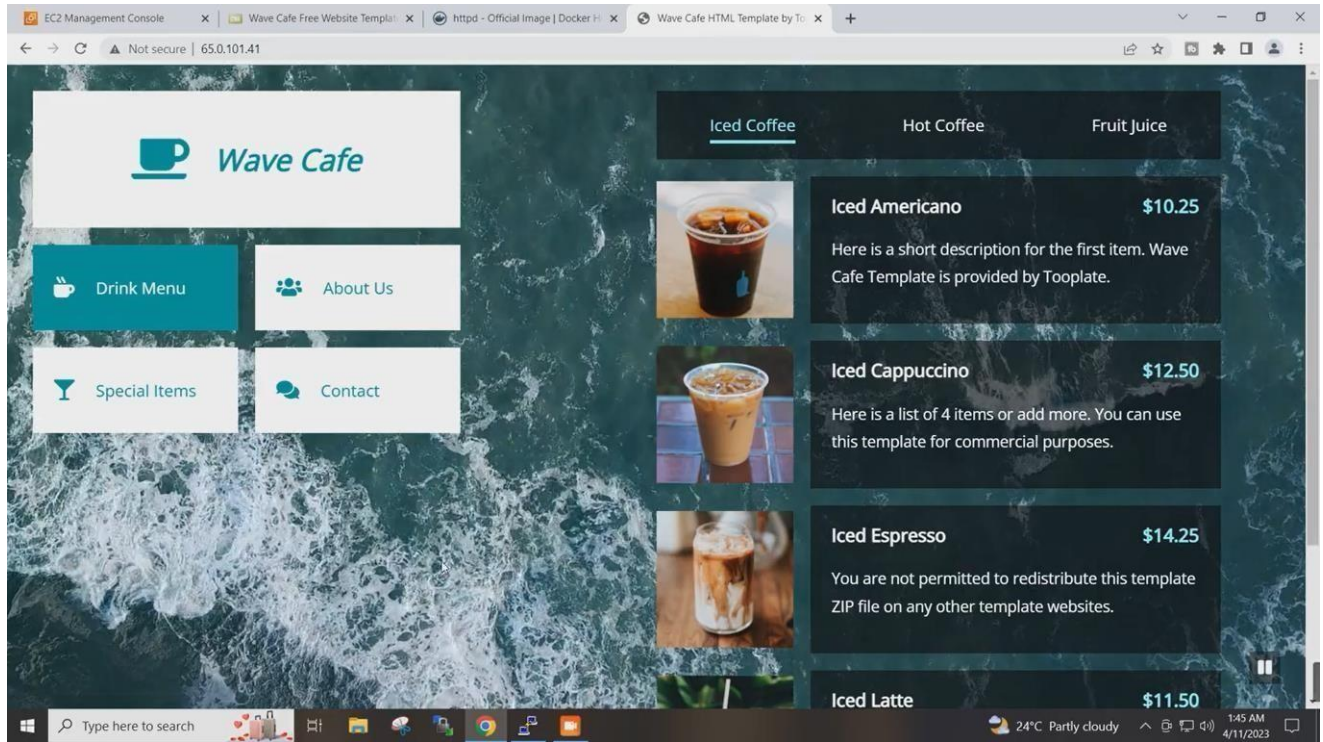 EC2 Management Console
Wave Cafe Free Website Templat
httpd - Official Image | Docker H
Wave Cafe HTML Template by To
Not secure | 65.0.101.41
Wave Cafe
Drink Menu
About Us
Special Items
Contact
Iced Coffee
Hot Coffee
Fruit Juice
Iced Americano
$10.25
Here is a short description for the first item. Wave
Cafe Template is provided by Tooplate.
Iced Cappuccino
$12.50
Here is a list of 4 items or add more. You can use
this template for commercial purposes.
Iced Espresso
$14.25
You are not permitted to redistribute this template
ZIP file on any other template websites.
Iced Latte
$11.50
Type here to search
24°C Partly cloudy
1:45 AM
4/11/2023